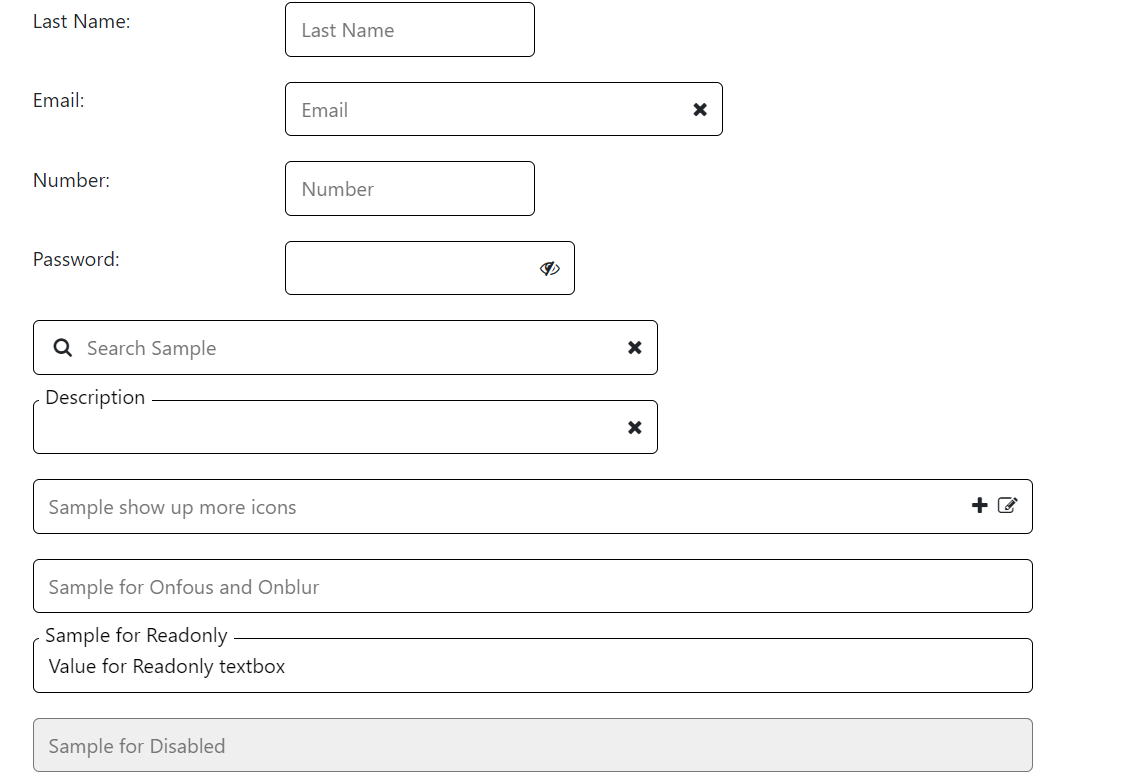 Last Name:
Last Name
Email:
Email
Number:
Number
Password:
Search Sample
Description
Sample show up more icons
Sample for Onfous and Onblur
Sample for Readonly
Value for Readonly textbox
Sample for Disabled